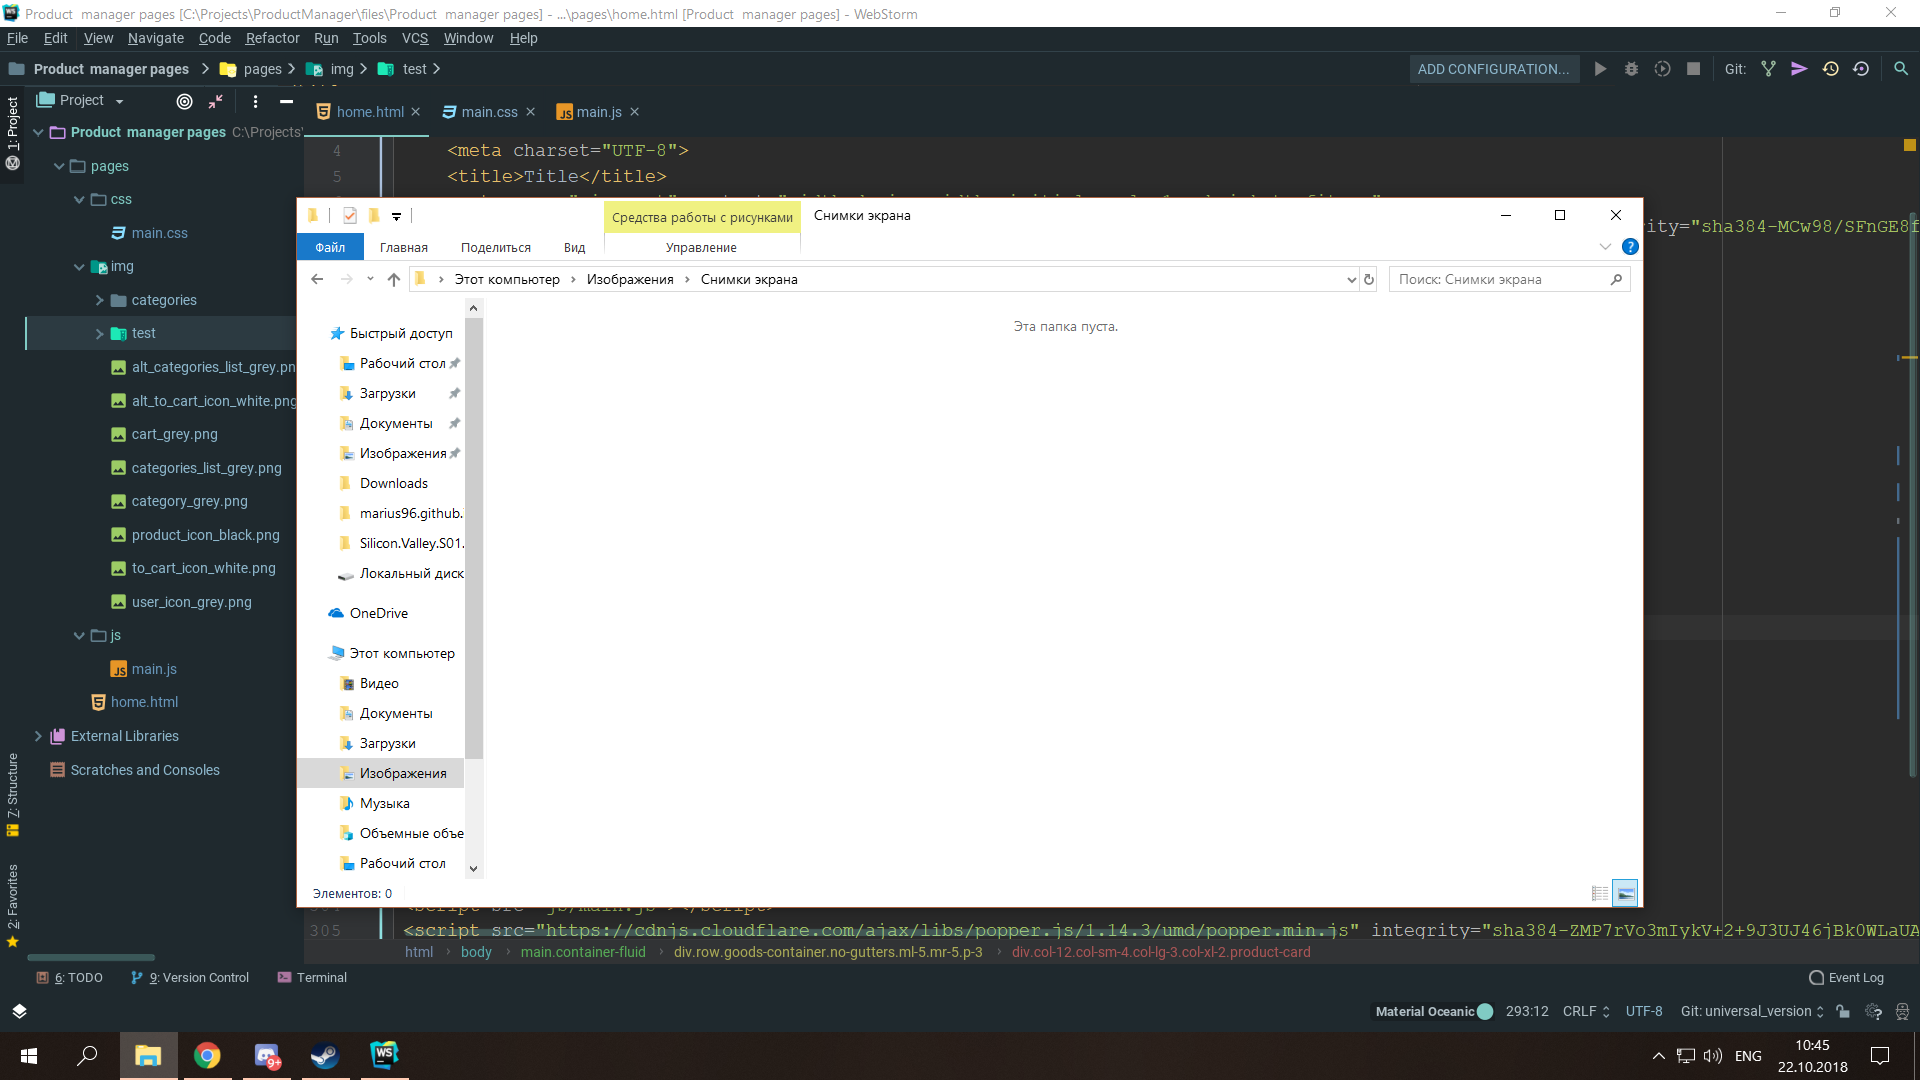 Product  manager pages [C:\Projects\ProductManager\files\Product  manager pages] - ...\pages\home.html [Product  manager pages] - WebStorm
File Edit View Navigate Code Refactor Run Tools VCS Window Help
Product  manager pages pages img test ADD CONFIGURATION... Git:
1: Project
7: Structure
2: Favorites
Project
Product  manager pages C:\Projects\
pages
css
main.css
img
categories
test
alt_categories_list_grey.pn
alt_to_cart_icon_white.png
cart_grey.png
categories_list_grey.png
category_grey.png
product_icon_black.png
to_cart_icon_white.png
user_icon_grey.png
js
main.js
home.html
External Libraries
Scratches and Consoles
home.html main.css main.js
4 <meta charset="UTF-8">
5 <title>Title</title>
ity="sha384-MCw98/SFnGE8f
Средства работы с рисунками Снимки экрана
Файл Главная Поделиться Вид Управление
Этот компьютер Изображения Снимки экрана Поиск: Снимки экрана
Эта папка пуста.
Быстрый доступ
Рабочий стол
Загрузки
Документы
Изображения
Downloads
marius96.github.
Silicon.Valley.S01.
Локальный диск
OneDrive
Этот компьютер
Видео
Документы
Загрузки
Изображения
Музыка
Объемные объе
Рабочий стол
Элементов: 0
305 <script src="https://cdnjs.cloudflare.com/ajax/libs/popper.js/1.14.3/umd/popper.min.js" integrity="sha384-ZMP7rVo3mIykV+2+9J3UJ46jBk0WLaUA
html body main.container-fluid div.row.goods-container.no-gutters.ml-5.mr-5.p-3 div.col-12.col-sm-4.col-lg-3.col-xl-2.product-card
6: TODO 9: Version Control Terminal Event Log
Material Oceanic 293:12 CRLF UTF-8 Git: universal_version
WS 9+ ENG 10:45
22.10.2018